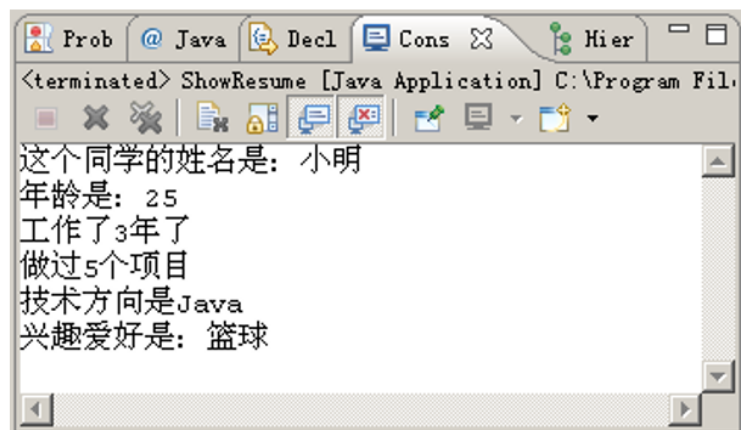 Prob @ Java Decl Cons Hier
<terminated> ShowResume [Java Application] C:\Program Fil
这个同学的姓名是：小明
年龄是：25
工作了3年了
做过5个项目
技术方向是Java
兴趣爱好是：篮球